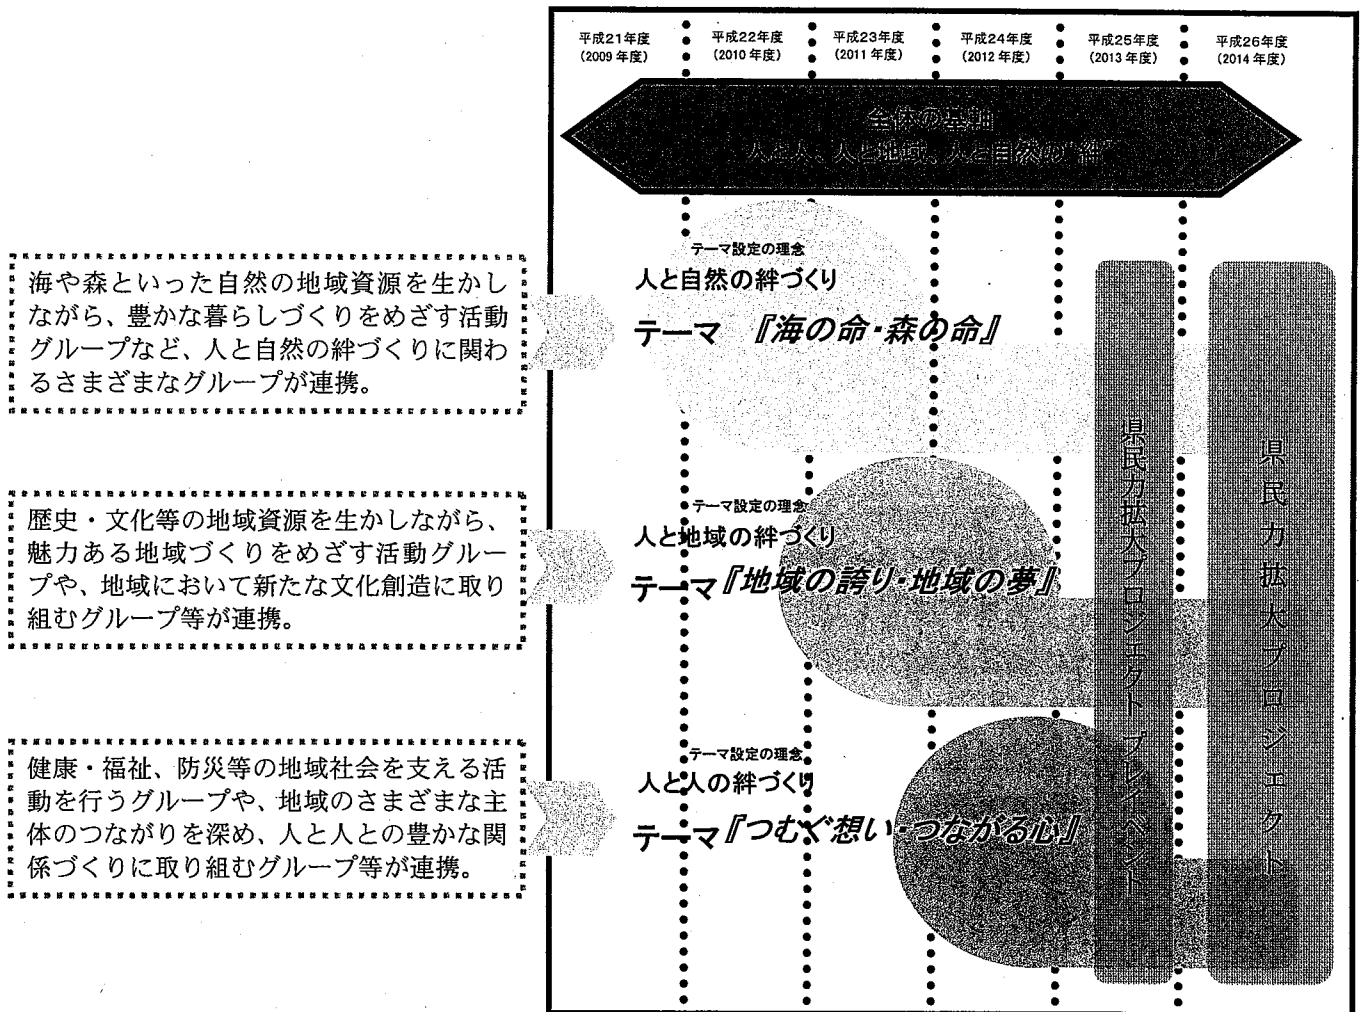 平成21年度
(2009年度)
平成22年度
(2010年度)
平成23年度
(2011年度)
平成24年度
(2012年度)
平成25年度
(2013年度)
平成26年度
(2014年度)
全体の基軸
人と人、人と地域、人と自然の“絆”
海や森といった自然の地域資源を生かし
ながら、豊かな暮らしづくりをめざす活動
グループなど、人と自然の絆づくりに関わ
るさまざまなグループが連携。
テーマ設定の理念
人と自然の絆づくり
テーマ 『海の命・森の命』
歴史・文化等の地域資源を生かしながら、
魅力ある地域づくりをめざす活動グルー
プや、地域において新たな文化創造に取り
組むグループ等が連携。
テーマ設定の理念
人と地域の絆づくり
テーマ『地域の誇り・地域の夢』
健康・福祉、防災等の地域社会を支える活
動を行うグループや、地域のさまざまな主
体のつながりを深め、人と人との豊かな関
係づくりに取り組むグループ等が連携。
テーマ設定の理念
人と人の絆づくり
テーマ『つむぐ想い・つながる心』
県民力拡大プロジェクト プレイベント
県民力拡大プロジェクト